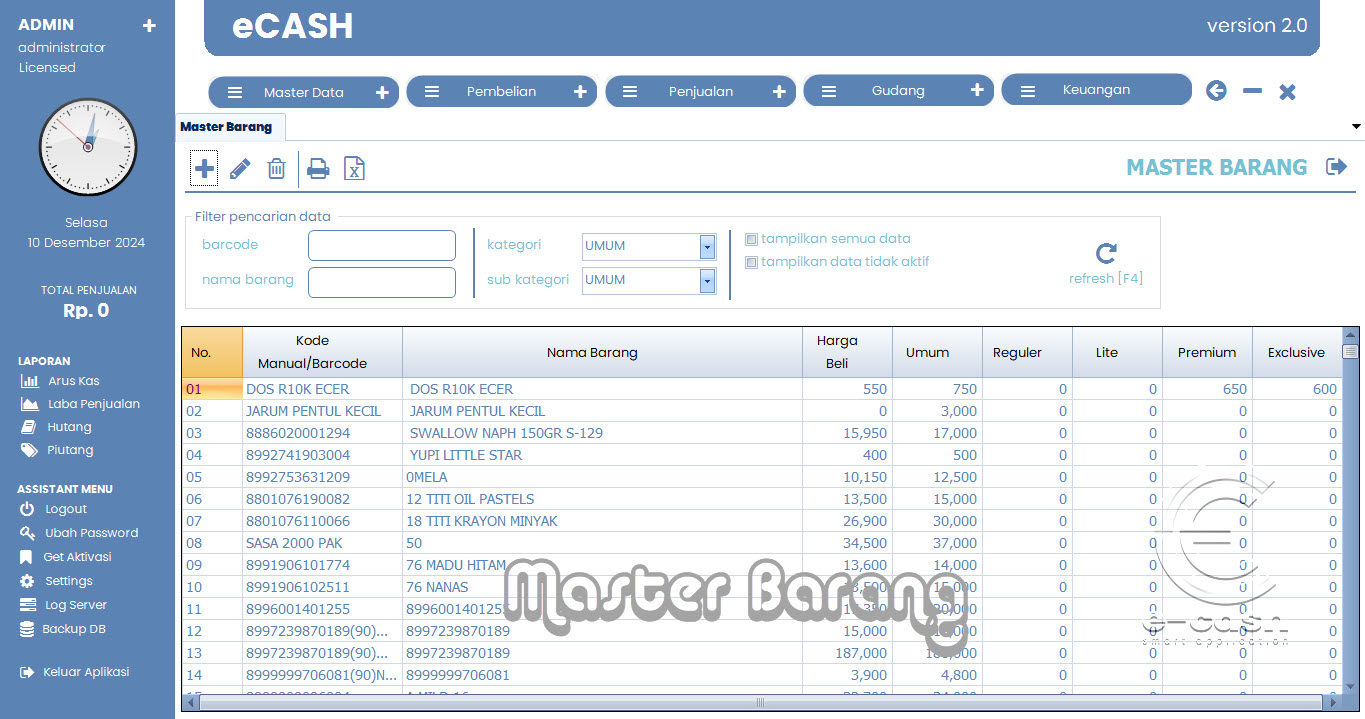 ADMIN
administrator
Licensed
Selasa
10 Desember 2024
TOTAL PENJUALAN
Rp. 0
LAPORAN
Arus Kas
Laba Penjualan
Hutang
Piutang
ASSISTANT MENU
Logout
Ubah Password
Get Aktivasi
Settings
Log Server
Backup DB
Keluar Aplikasi
eCASH version 2.0
Master Data Pembelian Penjualan Gudang Keuangan
Master Barang
MASTER BARANG
Filter pencarian data
barcode kategori UMUM tampilkan semua data
nama barang sub kategori UMUM tampilkan data tidak aktif
refresh [F4]
No. Kode Manual/Barcode Nama Barang Harga Beli Umum Reguler Lite Premium Exclusive
01 DOS R10K ECER DOS R10K ECER 550 750 0 0 650 600
02 JARUM PENTUL KECIL JARUM PENTUL KECIL 0 3,000 0 0 0 0
03 8886020001294 SWALLOW NAPH 150GR S-129 15,950 17,000 0 0 0 0
04 8992741903004 YUPI LITTLE STAR 400 500 0 0 0 0
05 8992753631209 0MELA 10,150 12,500 0 0 0 0
06 8801076190082 12 TITI OIL PASTELS 13,500 15,000 0 0 0 0
07 8801076110066 18 TITI KRAYON MINYAK 26,900 30,000 0 0 0 0
08 SASA 2000 PAK 50 34,500 37,000 0 0 0 0
09 8991906101774 76 MADU HITAM 13,600 14,000 0 0 0 0
10 8991906102511 76 NANAS 0 0 0 0
11 8996001401255 8996001401255 0 0 0 0
12 8997239870189(90)... 8997239870189 15,000 0 0 0 0
13 8997239870189(90)... 8997239870189 187,000 0 0 0 0
14 8999999706081(90)N... 8999999706081 3,900 4,800 0 0 0 0
Master Barang
e-cash
smart application